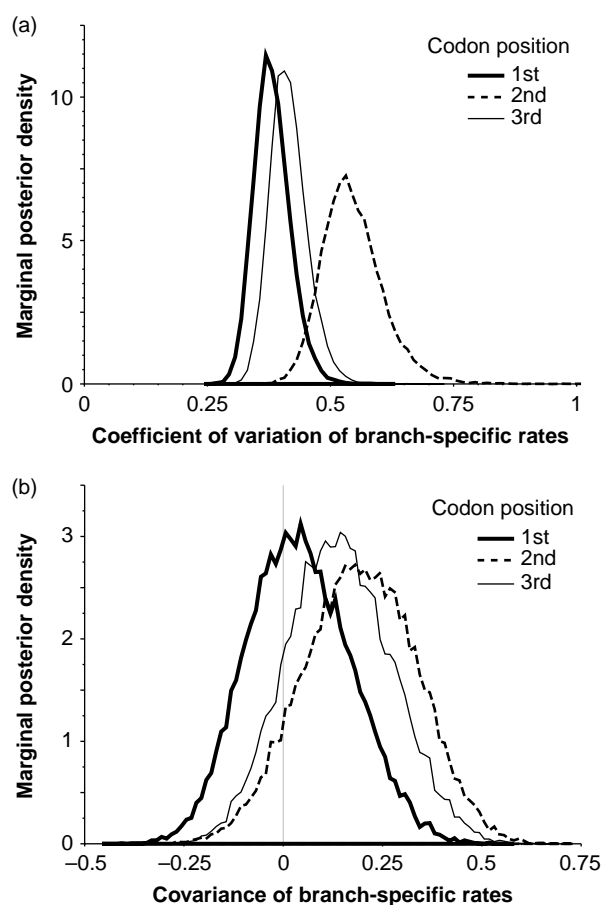 (a)
Codon position
1st
2nd
3rd
10
5
0
Marginal posterior density
0 0.25 0.5 0.75 1
Coefficient of variation of branch-specific rates
(b)
Codon position
1st
2nd
3rd
3
2
1
0
Marginal posterior density
–0.5 –0.25 0 0.25 0.5 0.75
Covariance of branch-specific rates